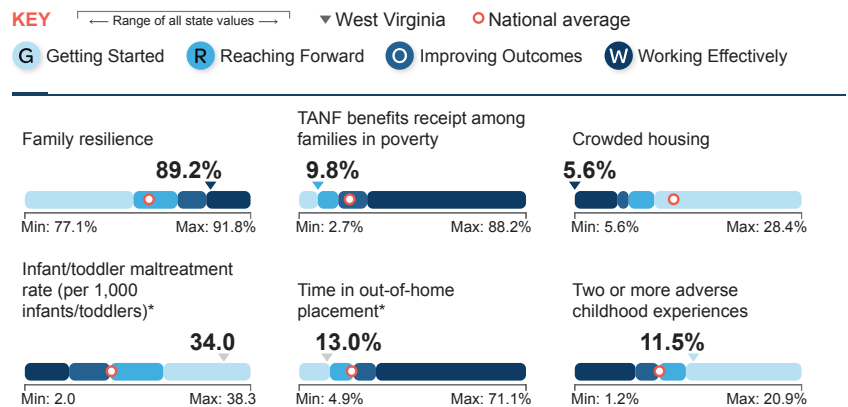 KEY
Range of all state values
West Virginia
National average
G Getting Started
R Reaching Forward
O Improving Outcomes
W Working Effectively
Family resilience
89.2%
Min: 77.1% Max: 91.8%
TANF benefits receipt among
families in poverty
9.8%
Min: 2.7% Max: 88.2%
Crowded housing
5.6%
Min: 5.6% Max: 28.4%
Infant/toddler maltreatment
rate (per 1,000
infants/toddlers)*
34.0
Min: 2.0 Max: 38.3
Time in out-of-home
placement*
13.0%
Min: 4.9% Max: 71.1%
Two or more adverse
childhood experiences
11.5%
Min: 1.2% Max: 20.9%